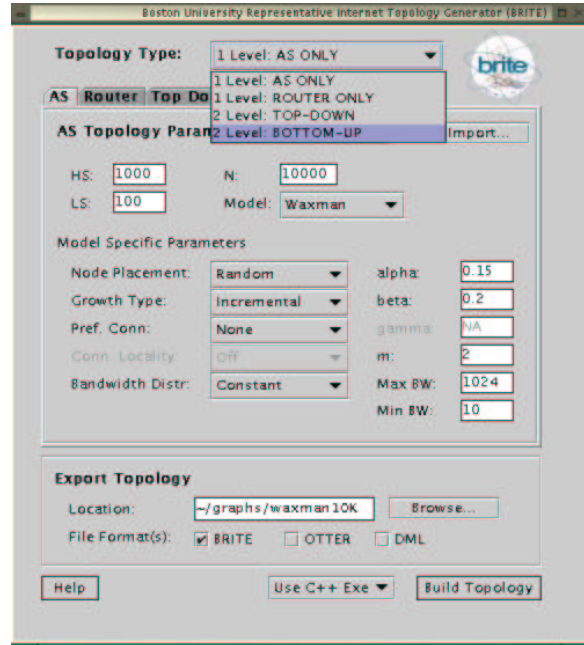 Boston University Representative Internet Topology Generator (BRITE)
Topology Type: 1 Level: AS ONLY
brite
1 Level: AS ONLY
1 Level: ROUTER ONLY
2 Level: TOP-DOWN
2 Level: BOTTOM-UP
AS Router Top Do
AS Topology Param Import...
HS: 1000 N: 10000
LS: 100 Model: Waxman
Model Specific Parameters
Node Placement: Random alpha: 0.15
Growth Type: Incremental beta: 0.2
Pref. Conn: None gamma: NA
Conn. Locality: Off m: 2
Bandwidth Distr: Constant Max BW: 1024
Min BW: 10
Export Topology
Location: ~/graphs/waxman10K Browse...
File Format(s): BRITE OTTER DML
Help Use C++ Exe Build Topology